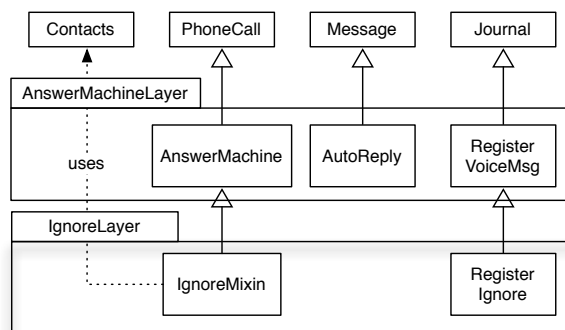 Contacts
PhoneCall
Message
Journal
AnswerMachineLayer
uses
AnswerMachine
AutoReply
Register
VoiceMsg
IgnoreLayer
IgnoreMixin
Register
Ignore